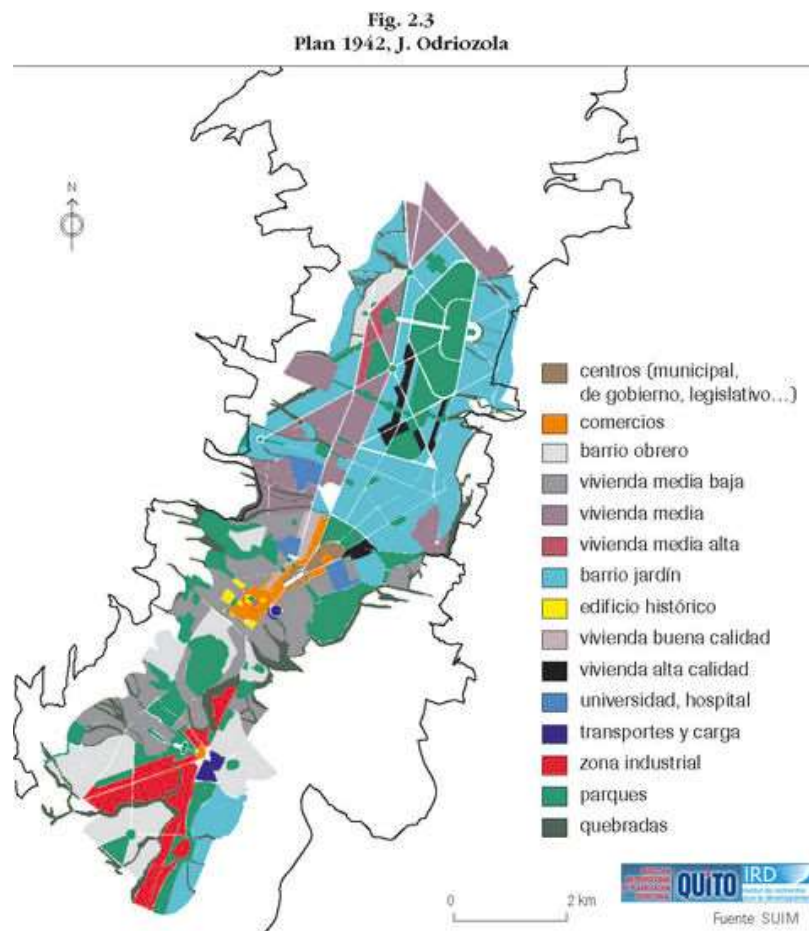 Fig. 2.3
Plan 1942, J. Odriozola
N
centros (municipal,
de gobierno, legislativo...)
comercios
barrio obrero
vivienda media baja
vivienda media
vivienda media alta
barrio jardín
edificio histórico
vivienda buena calidad
vivienda alta calidad
universidad, hospital
transportes y carga
zona industrial
parques
quebradas
0 2 km
QUITO
IRD
Fuente: SUIM